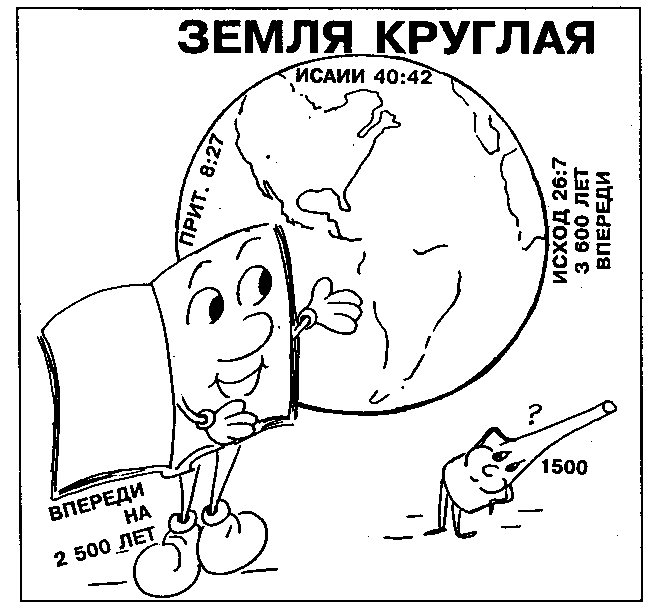 ЗЕМЛЯ КРУГЛАЯ
ИСАИИ 40:42
ПРИТ. 8:27
ИСХОД 26:7
3 600 ЛЕТ
ВПЕРЕДИ
?
1500
ВПЕРЕДИ
НА
2 500 ЛЕТ